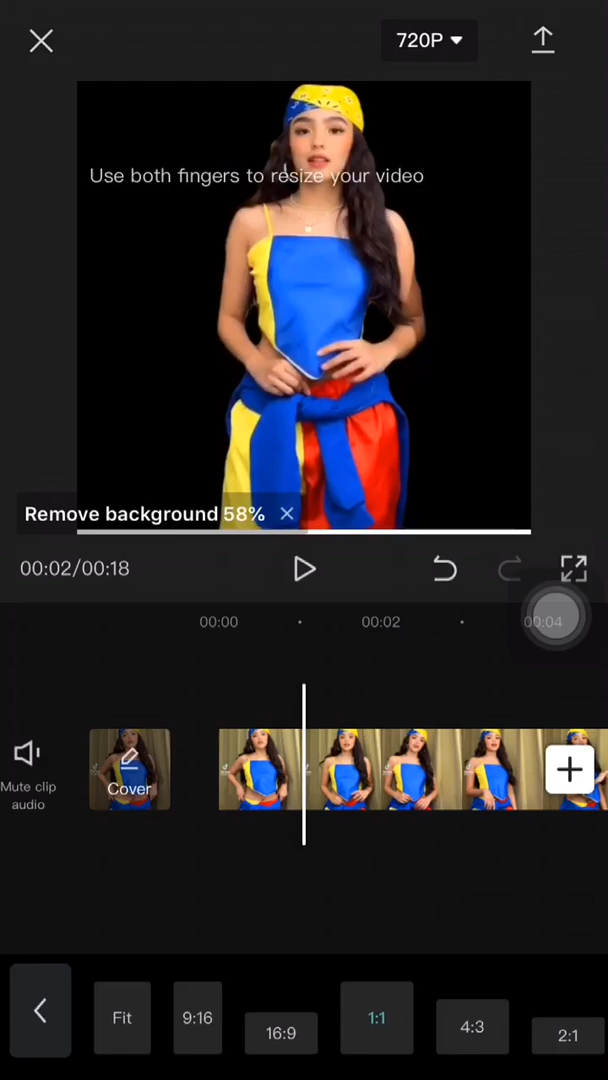 720P
Use both fingers to resize your video
Remove background 58%
00:02/00:18
00:00
00:02
00:04
Mute clip
audio
Cover
Fit
9:16
16:9
1:1
4:3
2:1